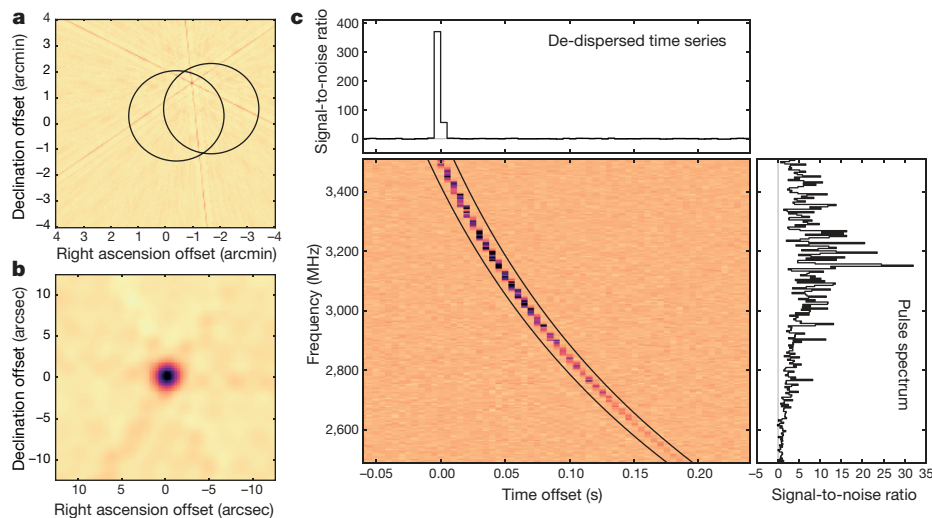 a
Declination offset (arcmin)
4
3
2
1
0
−1
−2
−3
−4
4 3 2 1 0 −1 −2 −3 −4
Right ascension offset (arcmin)
b
Declination offset (arcsec)
10
5
0
−5
−10
10 5 0 −5 −10
Right ascension offset (arcsec)
c
Signal-to-noise ratio
400
300
200
100
0
De-dispersed time series
Frequency (MHz)
3,400
3,200
3,000
2,800
2,600
−0.05 0.00 0.05 0.10 0.15 0.20
Time offset (s)
Pulse spectrum
−5 0 5 10 15 20 25 30 35
Signal-to-noise ratio